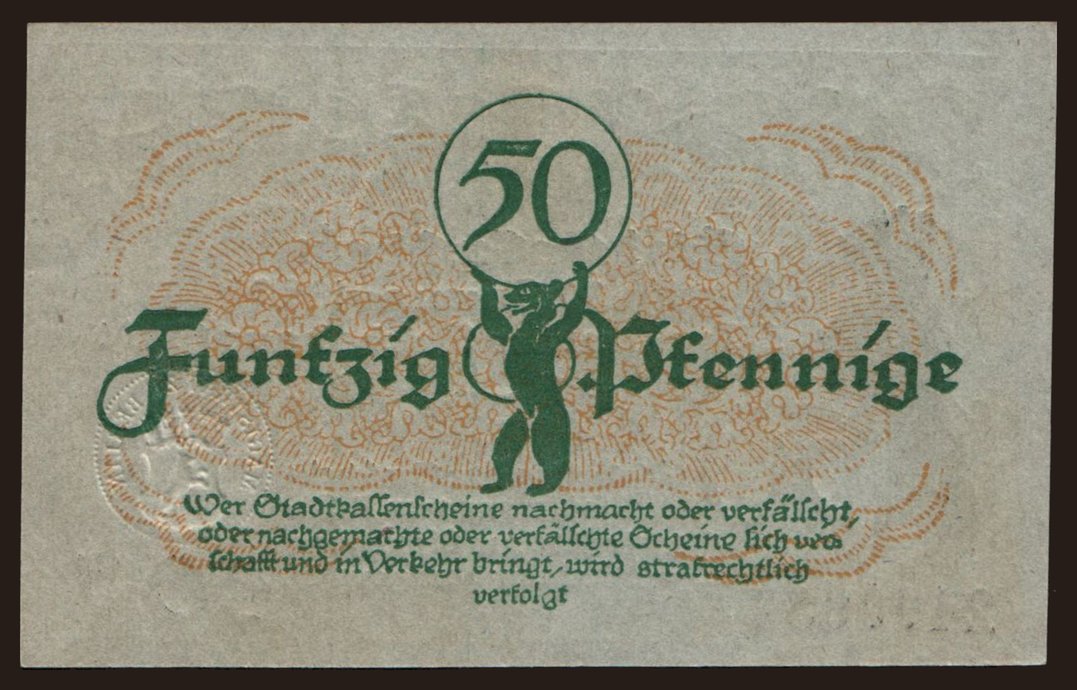 50
Funfzig Pfennige
Wer Stadtkassenscheine nachmacht oder verfälscht,
oder nachgemachte oder verfälschte Scheine sich ver=
schafft und in Verkehr bringt, wird strafrechtlich
verfolgt